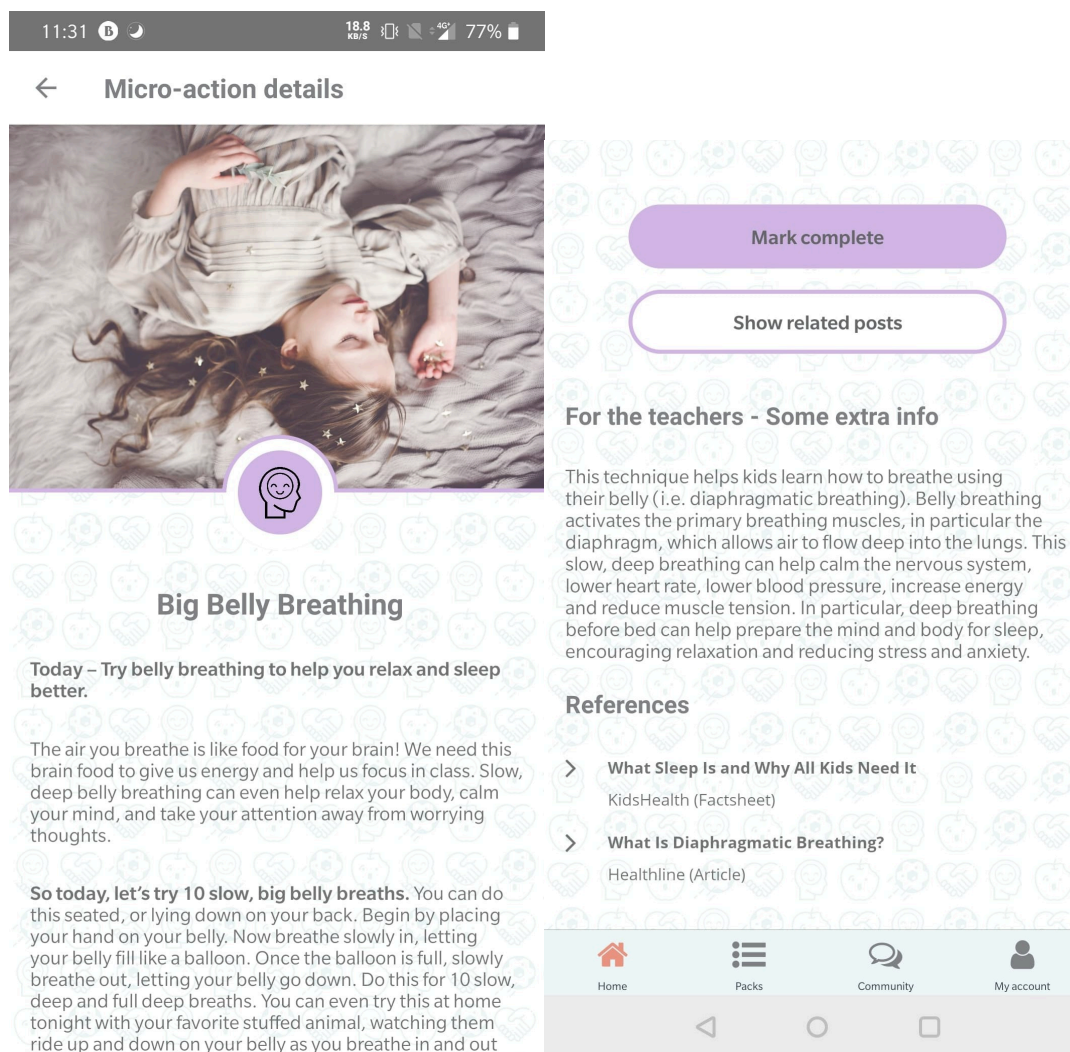 11:31 B 18.8 KB/S 4G+ 77%
Micro-action details
Big Belly Breathing
Today – Try belly breathing to help you relax and sleep
better.
The air you breathe is like food for your brain! We need this
brain food to give us energy and help us focus in class. Slow,
deep belly breathing can even help relax your body, calm
your mind, and take your attention away from worrying
thoughts.
So today, let's try 10 slow, big belly breaths. You can do
this seated, or lying down on your back. Begin by placing
your hand on your belly. Now breathe slowly in, letting
your belly fill like a balloon. Once the balloon is full, slowly
breathe out, letting your belly go down. Do this for 10 slow,
deep and full deep breaths. You can even try this at home
tonight with your favorite stuffed animal, watching them
ride up and down on your belly as you breathe in and out
Mark complete
Show related posts
For the teachers - Some extra info
This technique helps kids learn how to breathe using
their belly (i.e. diaphragmatic breathing). Belly breathing
activates the primary breathing muscles, in particular the
diaphragm, which allows air to flow deep into the lungs. This
slow, deep breathing can help calm the nervous system,
lower heart rate, lower blood pressure, increase energy
and reduce muscle tension. In particular, deep breathing
before bed can help prepare the mind and body for sleep,
encouraging relaxation and reducing stress and anxiety.
References
What Sleep Is and Why All Kids Need It
KidsHealth (Factsheet)
What Is Diaphragmatic Breathing?
Healthline (Article)
Home Packs Community My account